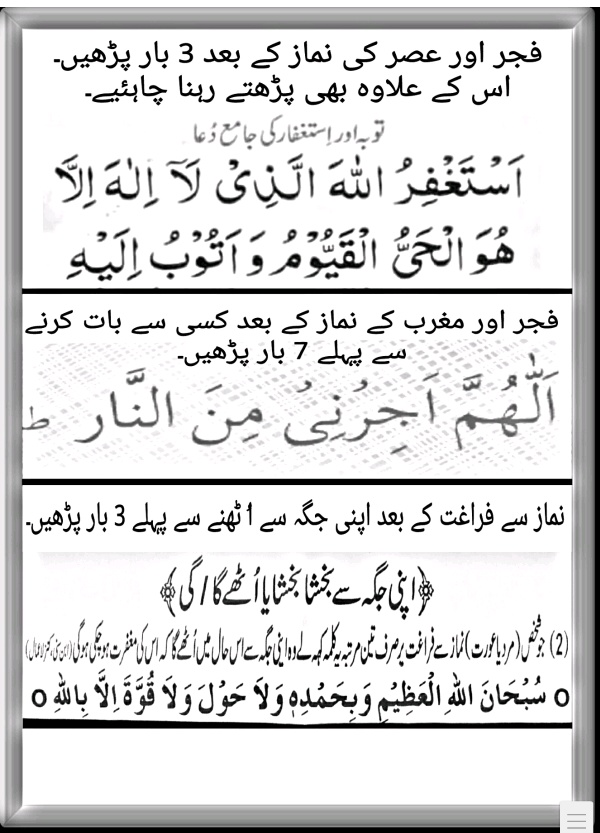 فجر اور عصر کی نماز کے بعد 3 بار پڑھیں۔
اس کے علاوہ بھی پڑھتے رہنا چاہئیے۔
توبہ اور اِستغفار کی جامع دُعا
اَسْتَغْفِرُ اللّٰهَ الَّذِیْ لَآ اِلٰهَ اِلَّا
هُوَ الْحَیُّ الْقَیُّوْمُ وَ اَتُوْبُ اِلَیْهِ
فجر اور مغرب کے نماز کے بعد کسی سے بات کرنے
سے پہلے 7 بار پڑھیں۔
اَللّٰهُمَّ اَجِرْنِیْ مِنَ النَّارِ ط
نماز سے فراغت کے بعد اپنی جگہ سے اُٹھنے سے پہلے 3 بار پڑھیں۔
﴿اپنی جگہ سے بخشا بخشایا اُٹھے گا / گی﴾
(2) جو شخص (مرد یا عورت) نماز سے فراغت پر صرف تین مرتبہ یہ کلمہ کہہ لے وہ اپنی جگہ سے اس حال میں اُٹھے گا کہ اس کی مغفرت ہو چکی ہوگی
o سُبْحَانَ اللّٰهِ الْعَظِیْمِ وَبِحَمْدِهٖ وَلَا حَوْلَ وَلَا قُوَّةَ اِلَّا بِاللّٰهِ o